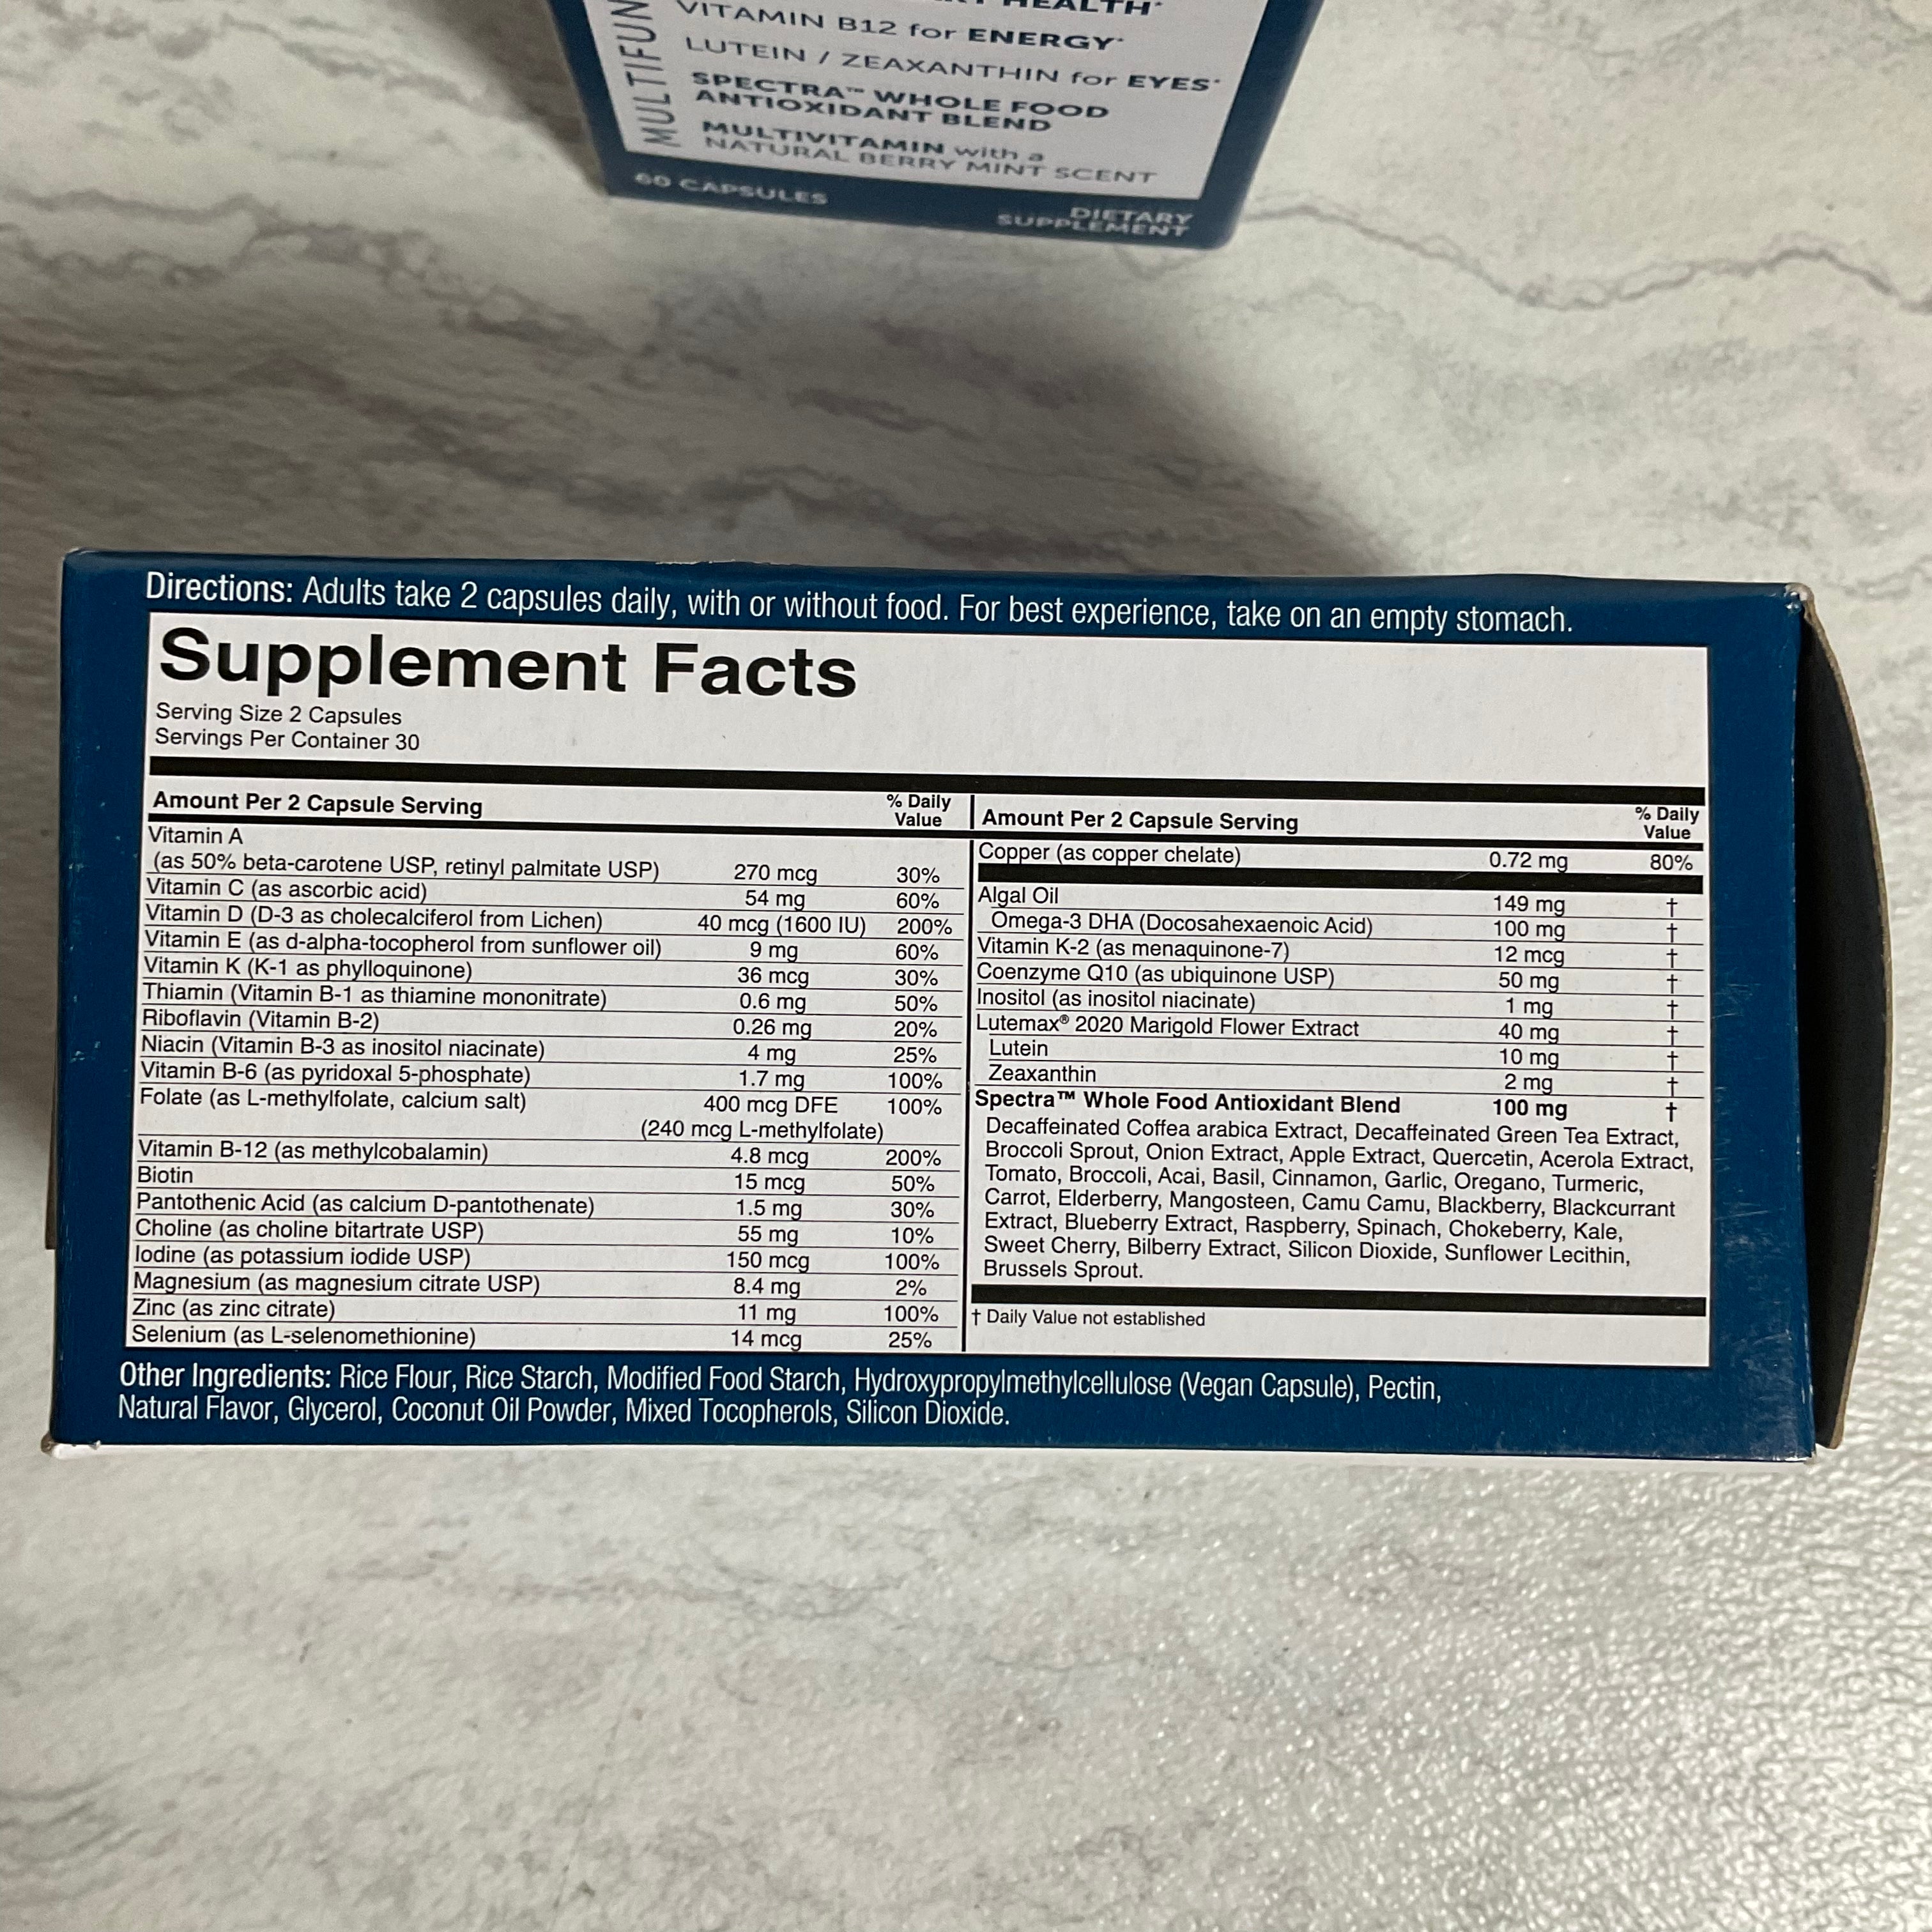 MULTIFUN
HEALTH*
VITAMIN B12 for ENERGY*
LUTEIN / ZEAXANTHIN for EYES*
SPECTRA™ WHOLE FOOD
ANTIOXIDANT BLEND
MULTIVITAMIN with a
NATURAL BERRY MINT SCENT
60 CAPSULES
DIETARY
SUPPLEMENT
Directions: Adults take 2 capsules daily, with or without food. For best experience, take on an empty stomach.
Supplement Facts
Serving Size 2 Capsules
Servings Per Container 30
Amount Per 2 Capsule Serving % Daily Value
Vitamin A
(as 50% beta-carotene USP, retinyl palmitate USP) 270 mcg 30%
Vitamin C (as ascorbic acid) 54 mg 60%
Vitamin D (D-3 as cholecalciferol from Lichen) 40 mcg (1600 IU) 200%
Vitamin E (as d-alpha-tocopherol from sunflower oil) 9 mg 60%
Vitamin K (K-1 as phylloquinone) 36 mcg 30%
Thiamin (Vitamin B-1 as thiamine mononitrate) 0.6 mg 50%
Riboflavin (Vitamin B-2) 0.26 mg 20%
Niacin (Vitamin B-3 as inositol niacinate) 4 mg 25%
Vitamin B-6 (as pyridoxal 5-phosphate) 1.7 mg 100%
Folate (as L-methylfolate, calcium salt) 400 mcg DFE 100%
(240 mcg L-methylfolate)
Vitamin B-12 (as methylcobalamin) 4.8 mcg 200%
Biotin 15 mcg 50%
Pantothenic Acid (as calcium D-pantothenate) 1.5 mg 30%
Choline (as choline bitartrate USP) 55 mg 10%
Iodine (as potassium iodide USP) 150 mcg 100%
Magnesium (as magnesium citrate USP) 8.4 mg 2%
Zinc (as zinc citrate) 11 mg 100%
Selenium (as L-selenomethionine) 14 mcg 25%
Amount Per 2 Capsule Serving % Daily Value
Copper (as copper chelate) 0.72 mg 80%
Algal Oil 149 mg †
Omega-3 DHA (Docosahexaenoic Acid) 100 mg †
Vitamin K-2 (as menaquinone-7) 12 mcg †
Coenzyme Q10 (as ubiquinone USP) 50 mg †
Inositol (as inositol niacinate) 1 mg †
Lutemax® 2020 Marigold Flower Extract 40 mg †
Lutein 10 mg †
Zeaxanthin 2 mg †
Spectra™ Whole Food Antioxidant Blend 100 mg †
Decaffeinated Coffea arabica Extract, Decaffeinated Green Tea Extract,
Broccoli Sprout, Onion Extract, Apple Extract, Quercetin, Acerola Extract,
Tomato, Broccoli, Acai, Basil, Cinnamon, Garlic, Oregano, Turmeric,
Carrot, Elderberry, Mangosteen, Camu Camu, Blackberry, Blackcurrant
Extract, Blueberry Extract, Raspberry, Spinach, Chokeberry, Kale,
Sweet Cherry, Bilberry Extract, Silicon Dioxide, Sunflower Lecithin,
Brussels Sprout.
† Daily Value not established
Other Ingredients: Rice Flour, Rice Starch, Modified Food Starch, Hydroxypropylmethylcellulose (Vegan Capsule), Pectin,
Natural Flavor, Glycerol, Coconut Oil Powder, Mixed Tocopherols, Silicon Dioxide.